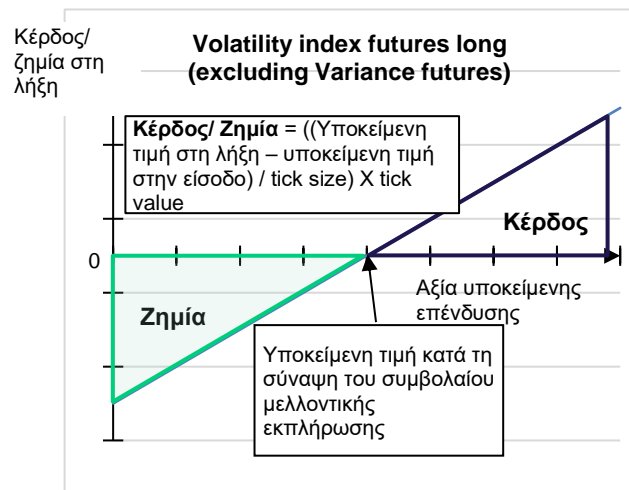 Κέρδος/
ζημία στη
λήξη
Volatility index futures long
(excluding Variance futures)
Κέρδος/ Ζημία = ((Υποκείμενη
τιμή στη λήξη – υποκείμενη τιμή
στην είσοδο) / tick size) X tick
value
Κέρδος
0
Αξία υποκείμενης
επένδυσης
Ζημία
Υποκείμενη τιμή κατά τη
σύναψη του συμβολαίου
μελλοντικής
εκπλήρωσης